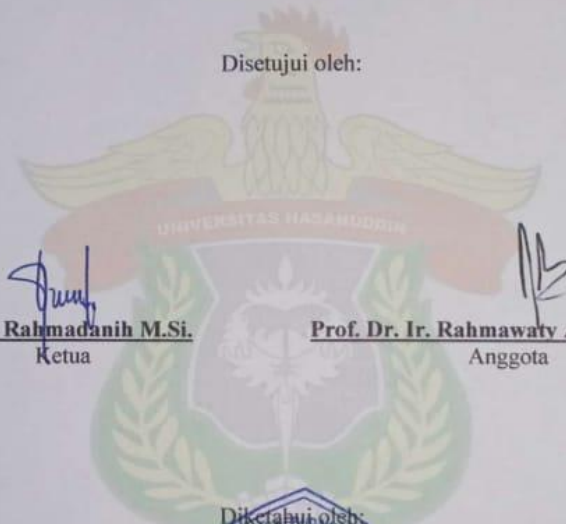 Disetujui oleh:
UNIVERSITAS HASANUDDIN
Rahmadanih M.Si.
Prof. Dr. Ir. Rahmawaty
Ketua
Anggota
Diketahui oleh: